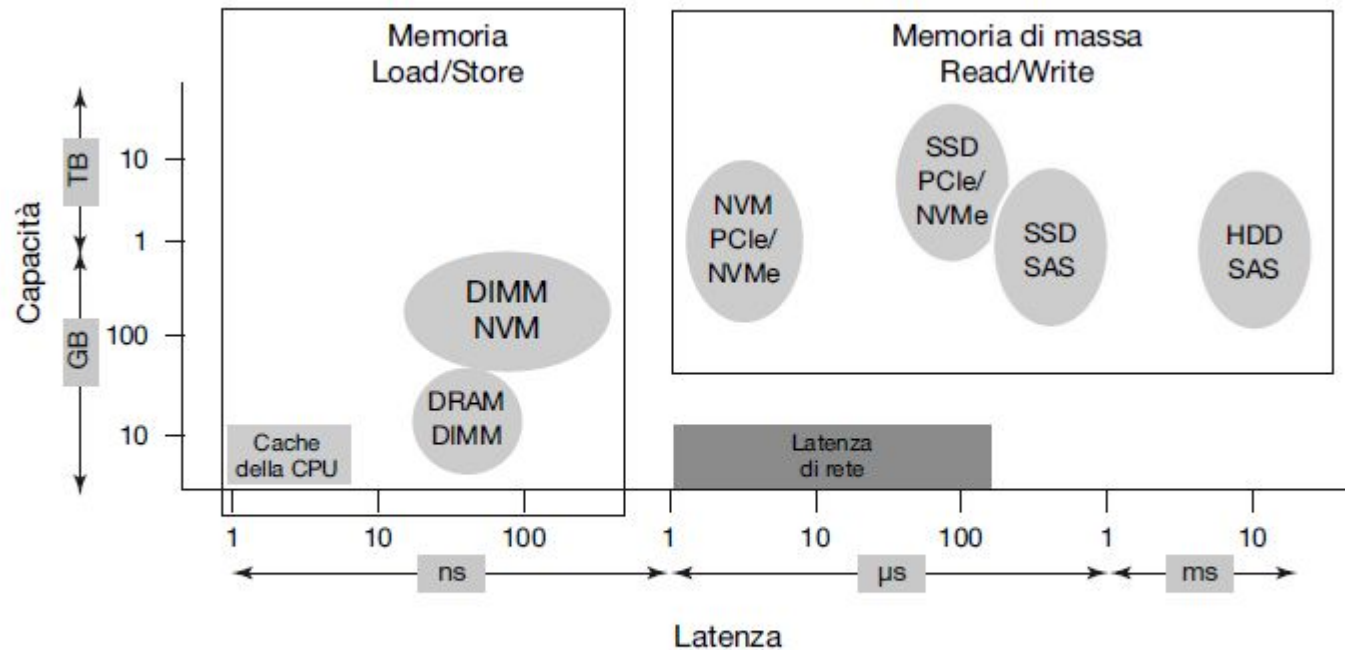 Memoria
Load/Store
Memoria di massa
Read/Write
Capacità
TB
GB
10
1
100
10
NVM
PCIe/
NVMe
SSD
PCIe/
NVMe
SSD
SAS
HDD
SAS
DIMM
NVM
DRAM
DIMM
Cache
della CPU
Latenza
di rete
1 10 100 1 10 100 1 10
ns µs ms
Latenza